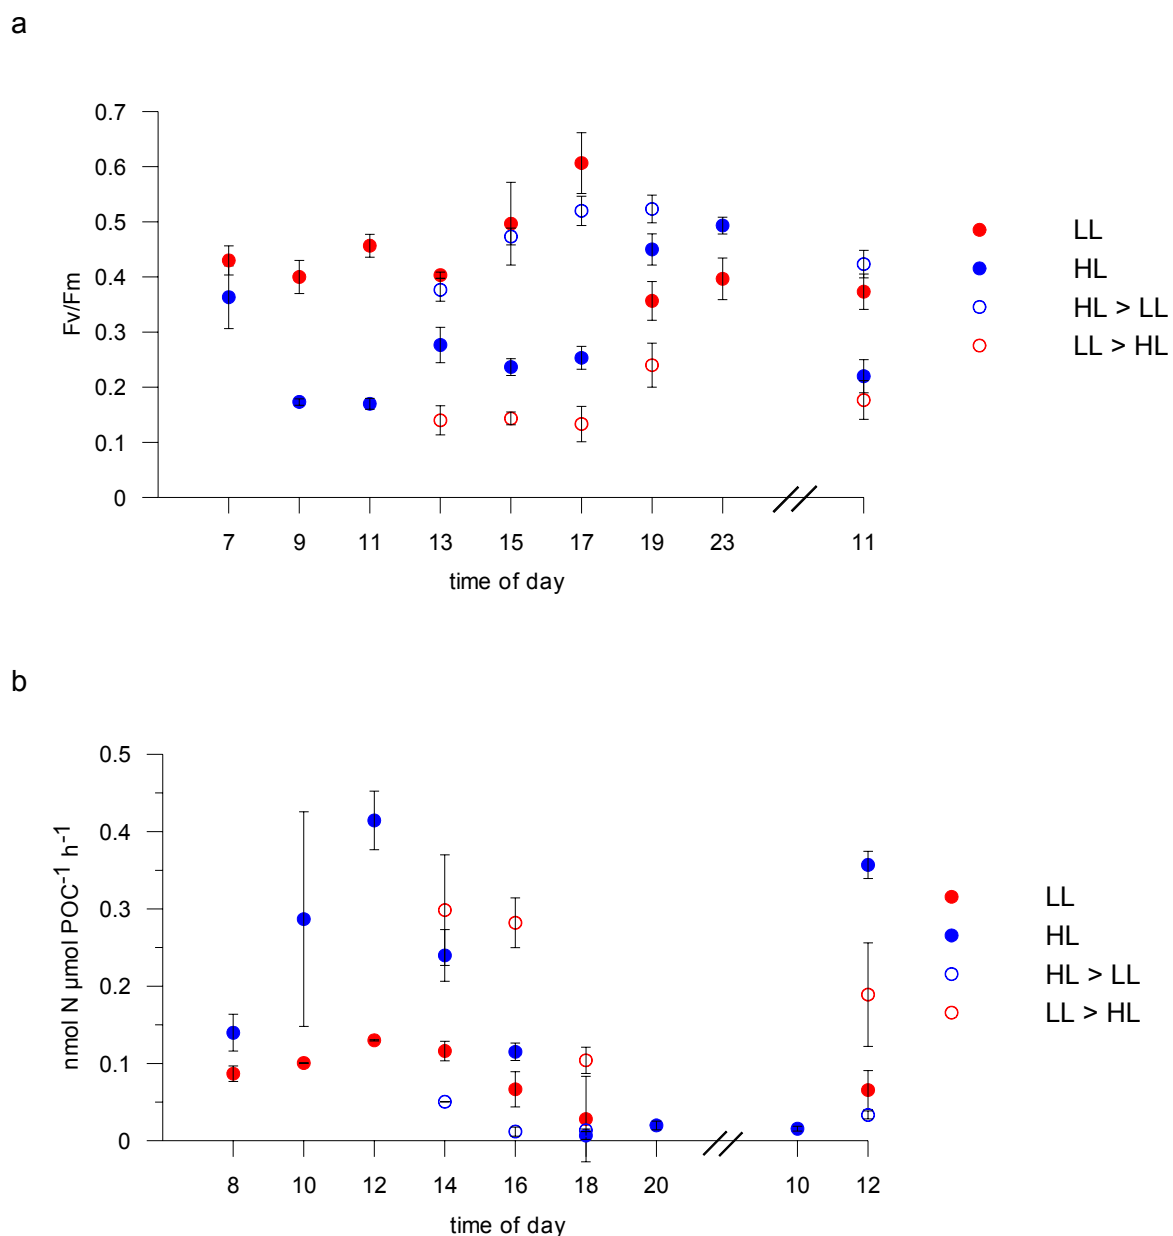 a
0.7
0.6
0.5
0.4
0.3
0.2
0.1
0
Fv/Fm
7 9 11 13 15 17 19 23 11
time of day
LL
HL
HL > LL
LL > HL
b
0.5
0.4
0.3
0.2
0.1
0
nmol N µmol POC⁻¹ h⁻¹
8 10 12 14 16 18 20 10 12
time of day
LL
HL
HL > LL
LL > HL